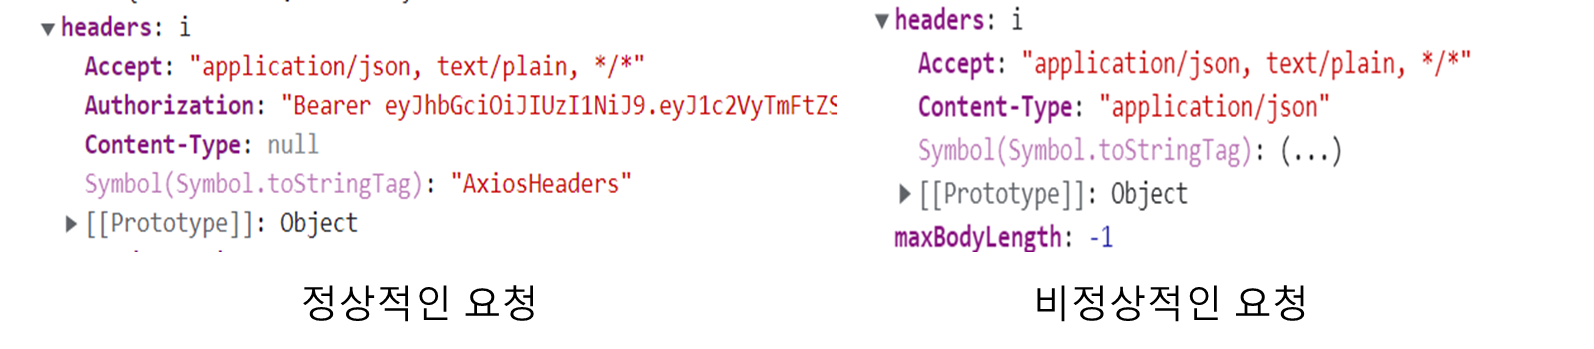 ▼headers: i
Accept: "application/json, text/plain, */*"
Authorization: "Bearer eyJhbGciOiJIUzI1NiJ9.eyJ1c2VyTmFtZS
Content-Type: null
Symbol(Symbol.toStringTag): "AxiosHeaders"
▶[[Prototype]]: Object
정상적인 요청
▼headers: i
Accept: "application/json, text/plain, */*"
Content-Type: "application/json"
Symbol(Symbol.toStringTag): (...)
▶[[Prototype]]: Object
maxBodyLength: -1
비정상적인 요청